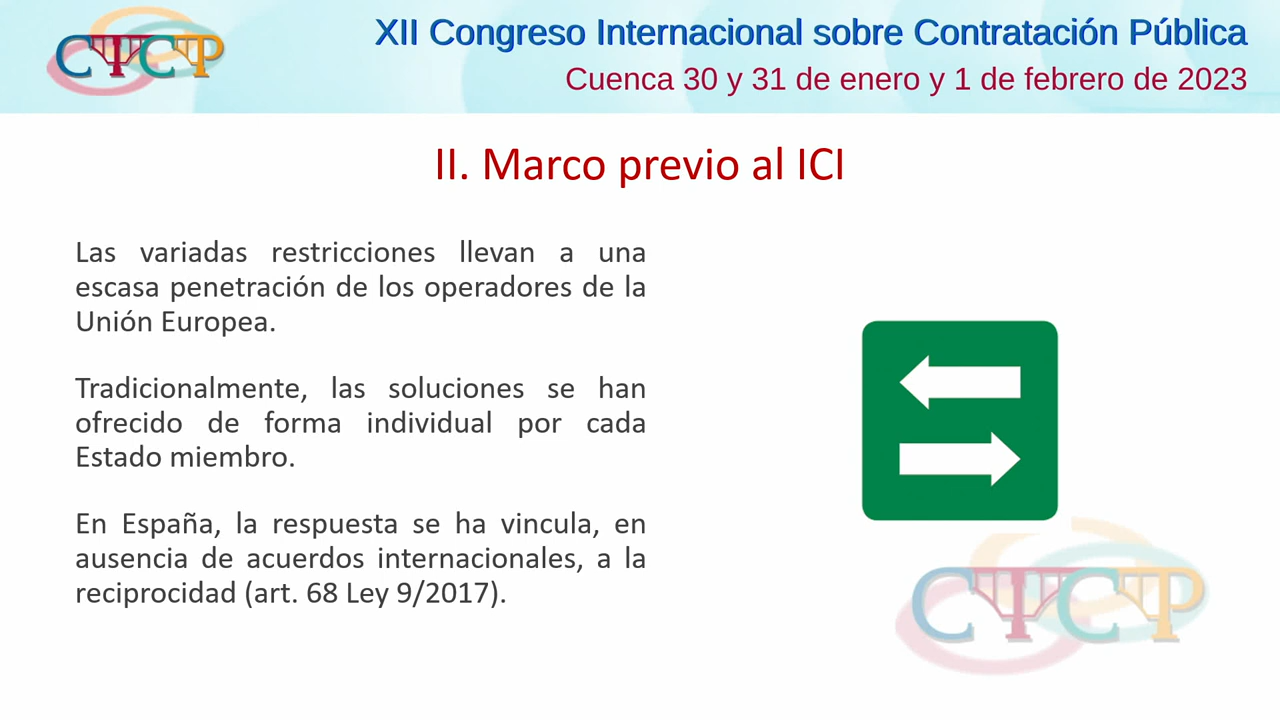 CYCTP
XII Congreso Internacional sobre Contratación Pública
Cuenca 30 y 31 de enero y 1 de febrero de 2023
II. Marco previo al ICI
Las variadas restricciones llevan a una
escasa penetración de los operadores de la
Unión Europea.
Tradicionalmente, las soluciones se han
ofrecido de forma individual por cada
Estado miembro.
En España, la respuesta se ha vincula, en
ausencia de acuerdos internacionales, a la
reciprocidad (art. 68 Ley 9/2017).